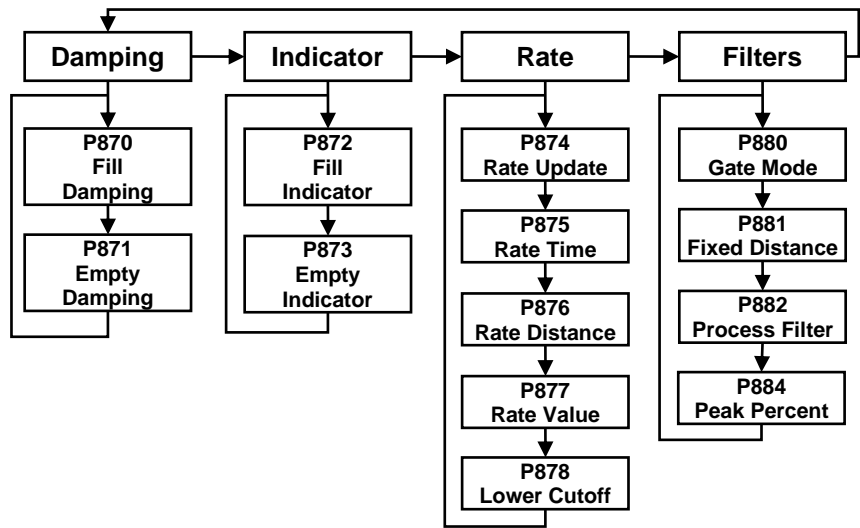 Damping
Indicator
Rate
Filters
P870
Fill
Damping
P871
Empty
Damping
P872
Fill
Indicator
P873
Empty
Indicator
P874
Rate Update
P875
Rate Time
P876
Rate Distance
P877
Rate Value
P878
Lower Cutoff
P880
Gate Mode
P881
Fixed Distance
P882
Process Filter
P884
Peak Percent